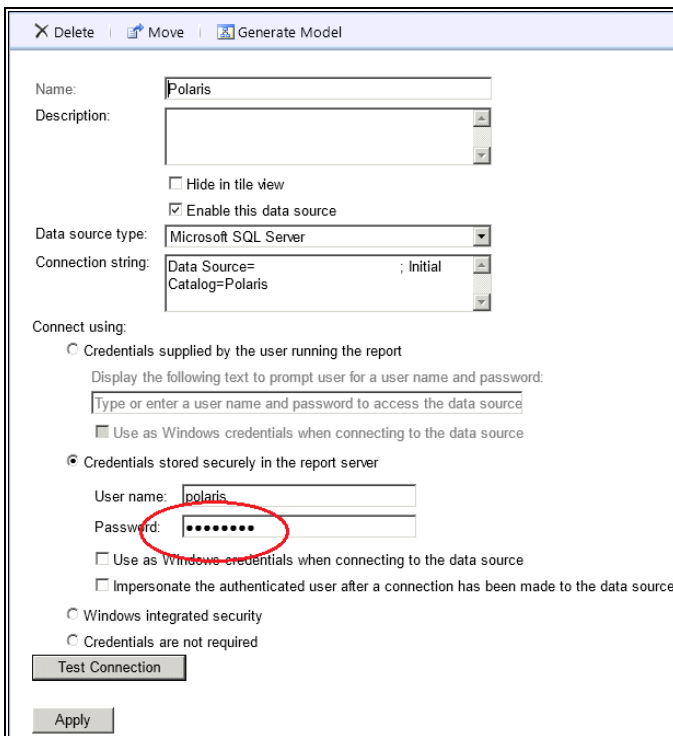 Delete | Move | Generate Model
Name: Polaris
Description:
Hide in tile view
Enable this data source
Data source type: Microsoft SQL Server
Connection string: Data Source= ; Initial
Catalog=Polaris
Connect using:
Credentials supplied by the user running the report
Display the following text to prompt user for a user name and password:
Type or enter a user name and password to access the data source
Use as Windows credentials when connecting to the data source
Credentials stored securely in the report server
User name: polaris
Password: ••••••••
Use as Windows credentials when connecting to the data source
Impersonate the authenticated user after a connection has been made to the data source
Windows integrated security
Credentials are not required
Test Connection
Apply